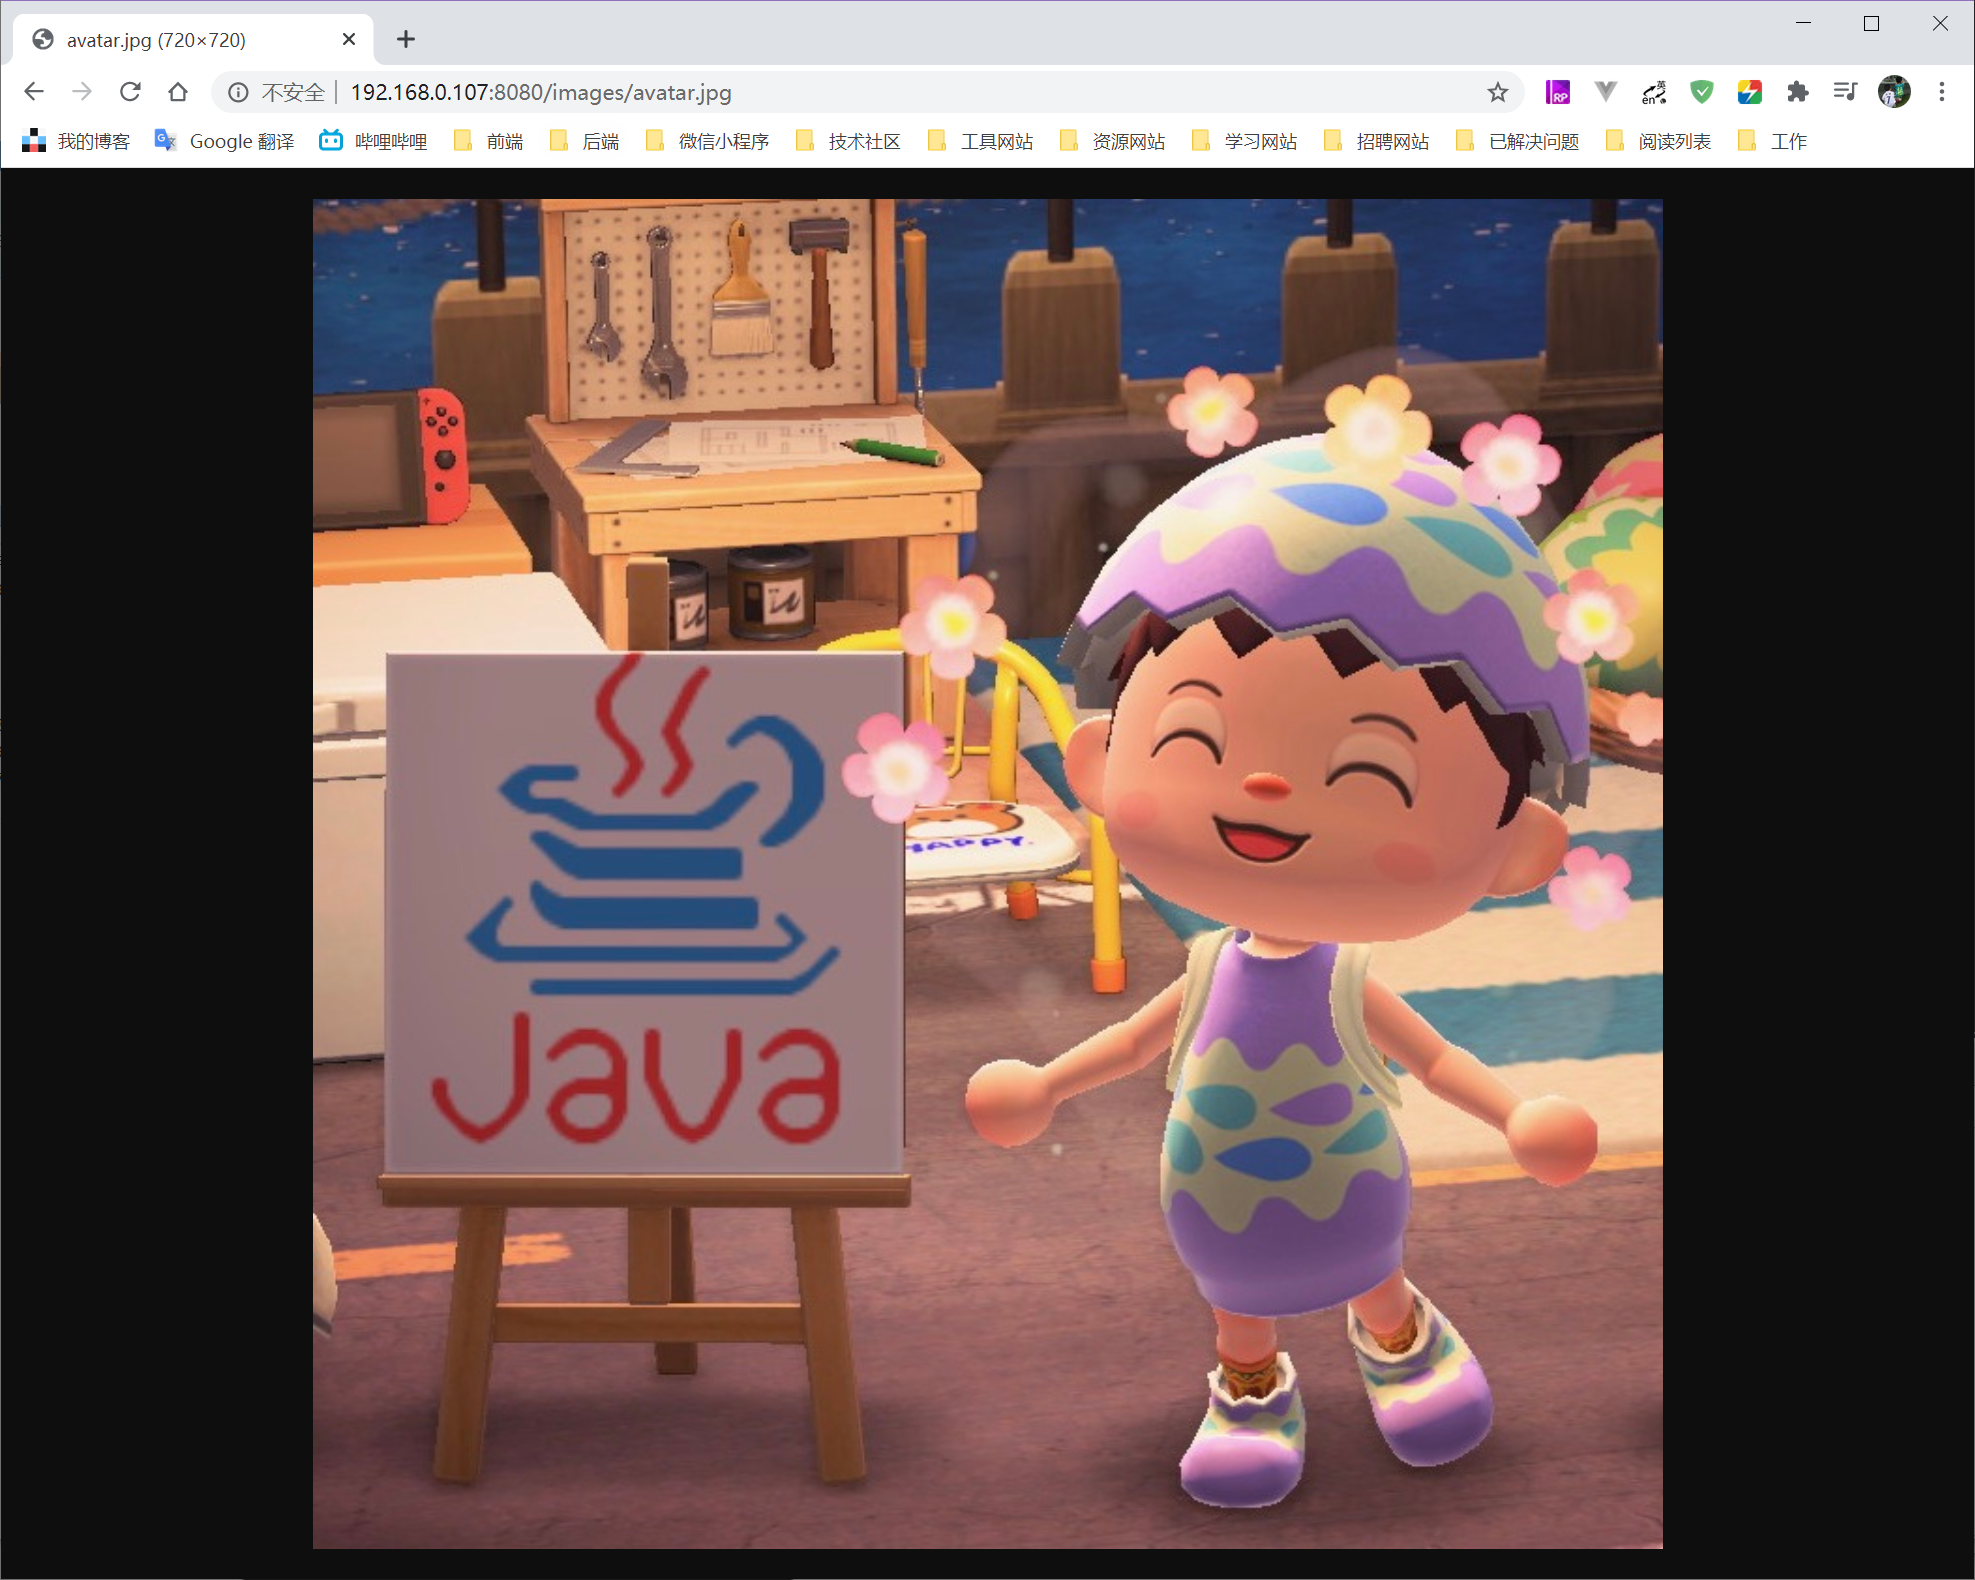 avatar.jpg (720×720)
不安全 192.168.0.107:8080/images/avatar.jpg
RP
英
en
我的博客 Google 翻译 哔哩哔哩 前端 后端 微信小程序 技术社区 工具网站 资源网站 学习网站 招聘网站 已解决问题 阅读列表 工作
HAPPY.
Java